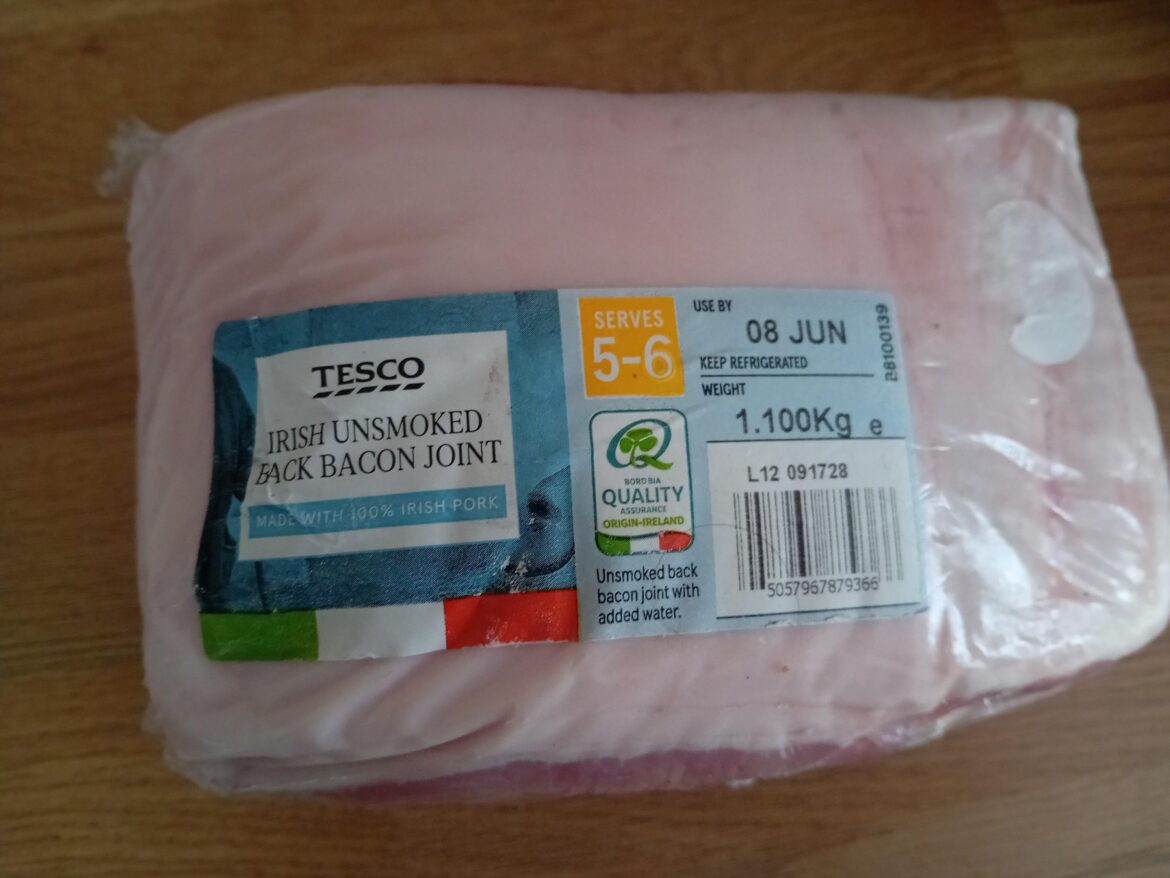 TESCO
IRISH UNSMOKED
BACK BACON JOINT
MADE WITH 100% IRISH PORK
SERVES
5-6
BORD BIA
QUALITY
ASSURANCE
ORIGIN-IRELAND
Unsmoked back
bacon joint with
added water.
USE BY
08 JUN
KEEP REFRIGERATED
WEIGHT
1.100Kg e
L12 091728
5057967879366
B8100139